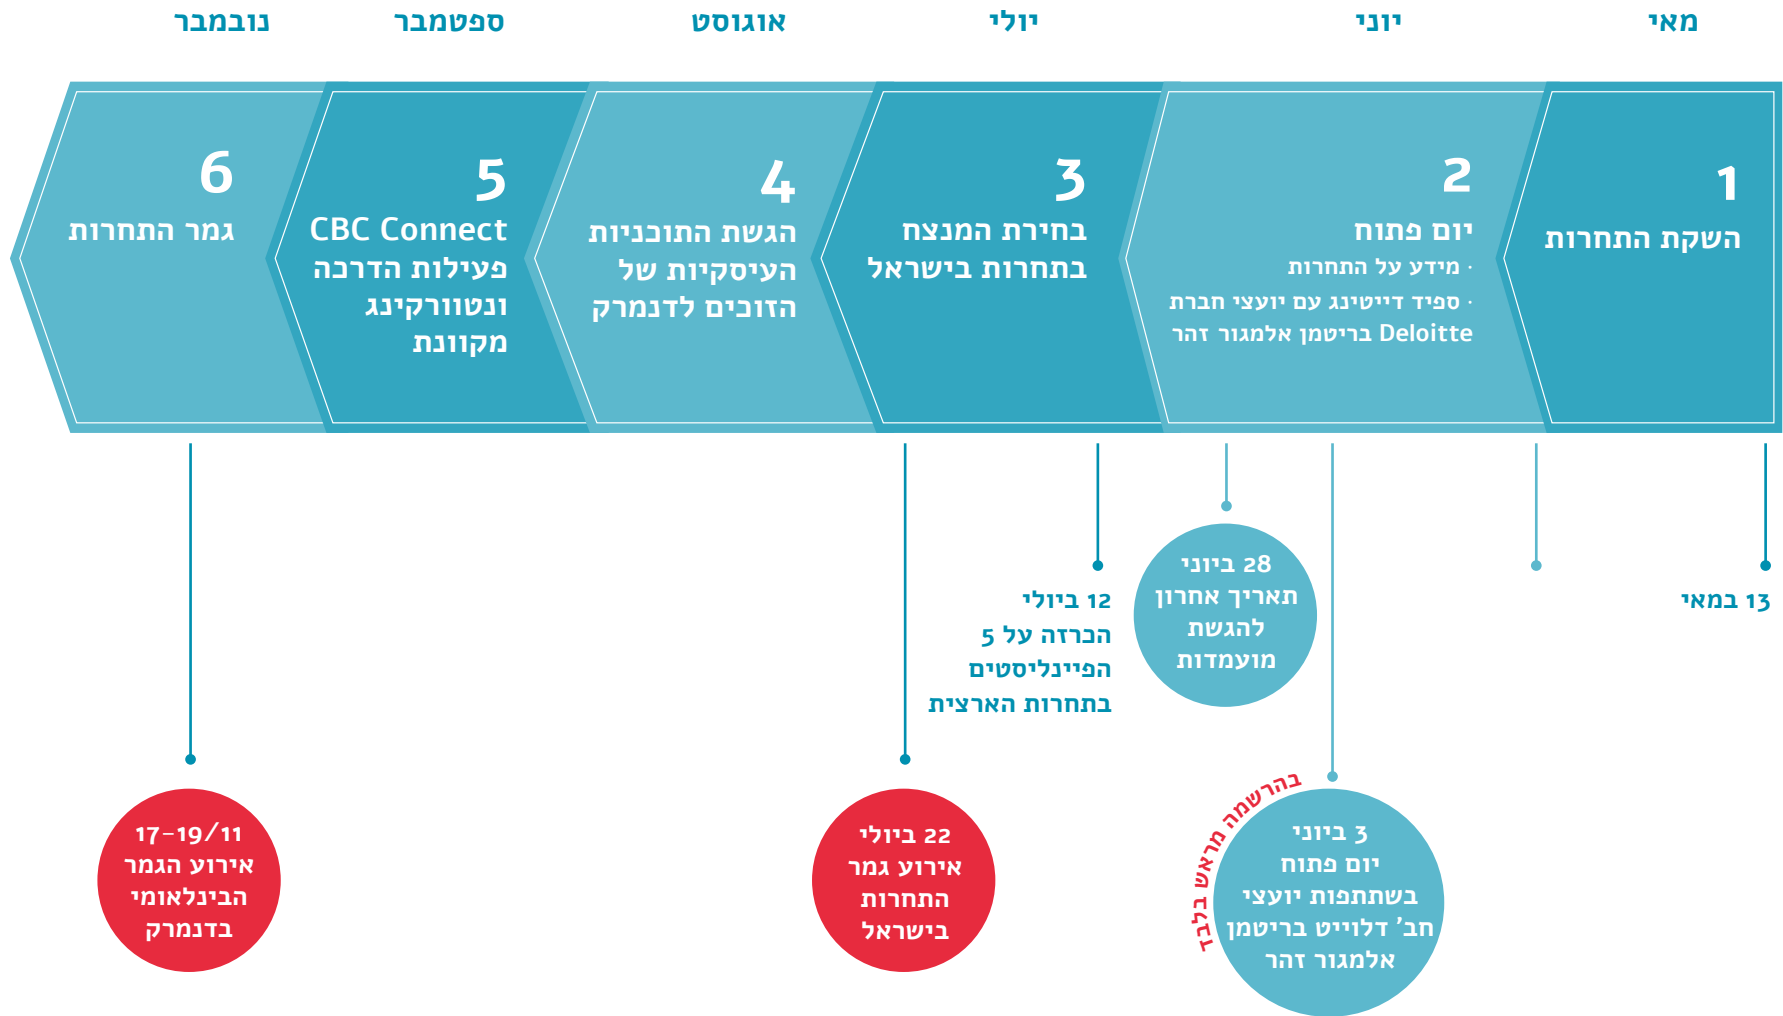 מאי
יוני
יולי
אוגוסט
ספטמבר
נובמבר
1
השקת התחרות
2
יום פתוח
· מידע על התחרות
· ספיד דייטינג עם יועצי חברת
Deloitte בריטמן אלמגור זהר
3
בחירת המנצח
בתחרות בישראל
4
הגשת התוכניות
העיסקיות של
הזוכים לדנמרק
5
CBC Connect
פעילות הדרכה
ונטוורקינג
מקוונת
6
גמר התחרות
13 במאי
28 ביוני
תאריך אחרון
להגשת
מועמדות
12 ביולי
הכרזה על 5
הפיינליסטים
בתחרות הארצית
בהרשמה מראש בלבד
3 ביוני
יום פתוח
בשתתפות יועצי
חב' דלוייט בריטמן
אלמגור זהר
22 ביולי
אירוע גמר
התחרות
בישראל
17-19/11
אירוע הגמר
הבינלאומי
בדנמרק